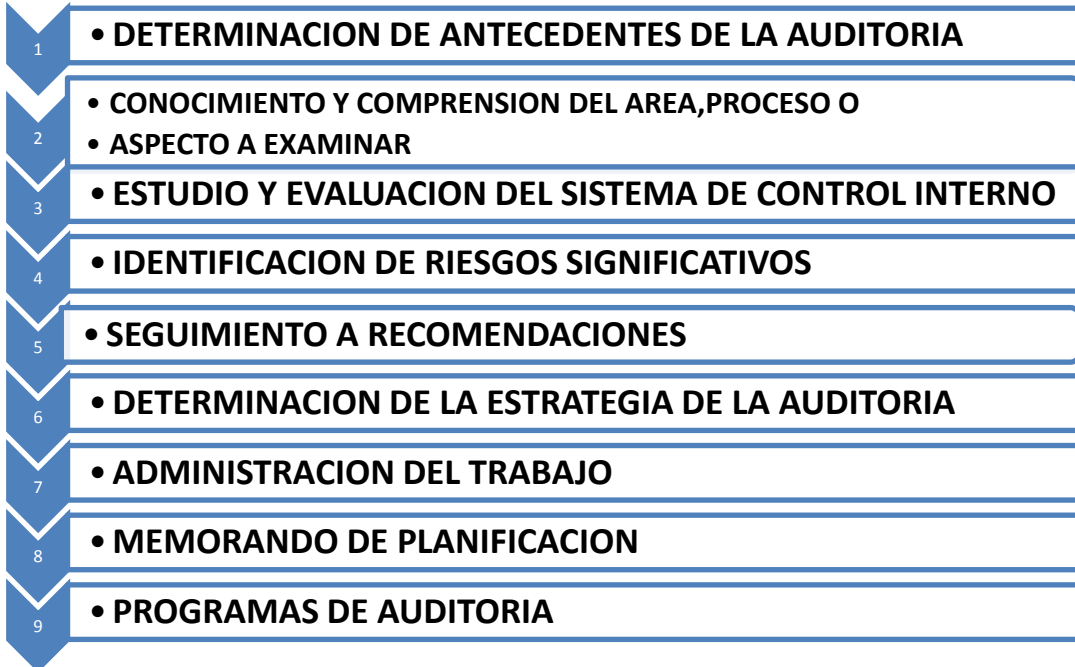 1
• DETERMINACION DE ANTECEDENTES DE LA AUDITORIA
2
• CONOCIMIENTO Y COMPRENSION DEL AREA,PROCESO O
• ASPECTO A EXAMINAR
3
• ESTUDIO Y EVALUACION DEL SISTEMA DE CONTROL INTERNO
4
• IDENTIFICACION DE RIESGOS SIGNIFICATIVOS
5
• SEGUIMIENTO A RECOMENDACIONES
6
• DETERMINACION DE LA ESTRATEGIA DE LA AUDITORIA
7
• ADMINISTRACION DEL TRABAJO
8
• MEMORANDO DE PLANIFICACION
9
• PROGRAMAS DE AUDITORIA